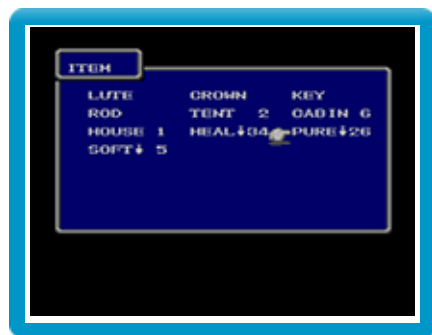 ITEM
LUTE CROWN KEY
ROD TENT 2 CABIN 6
HOUSE 1 HEAL 34 PURE 26
SOFT 5